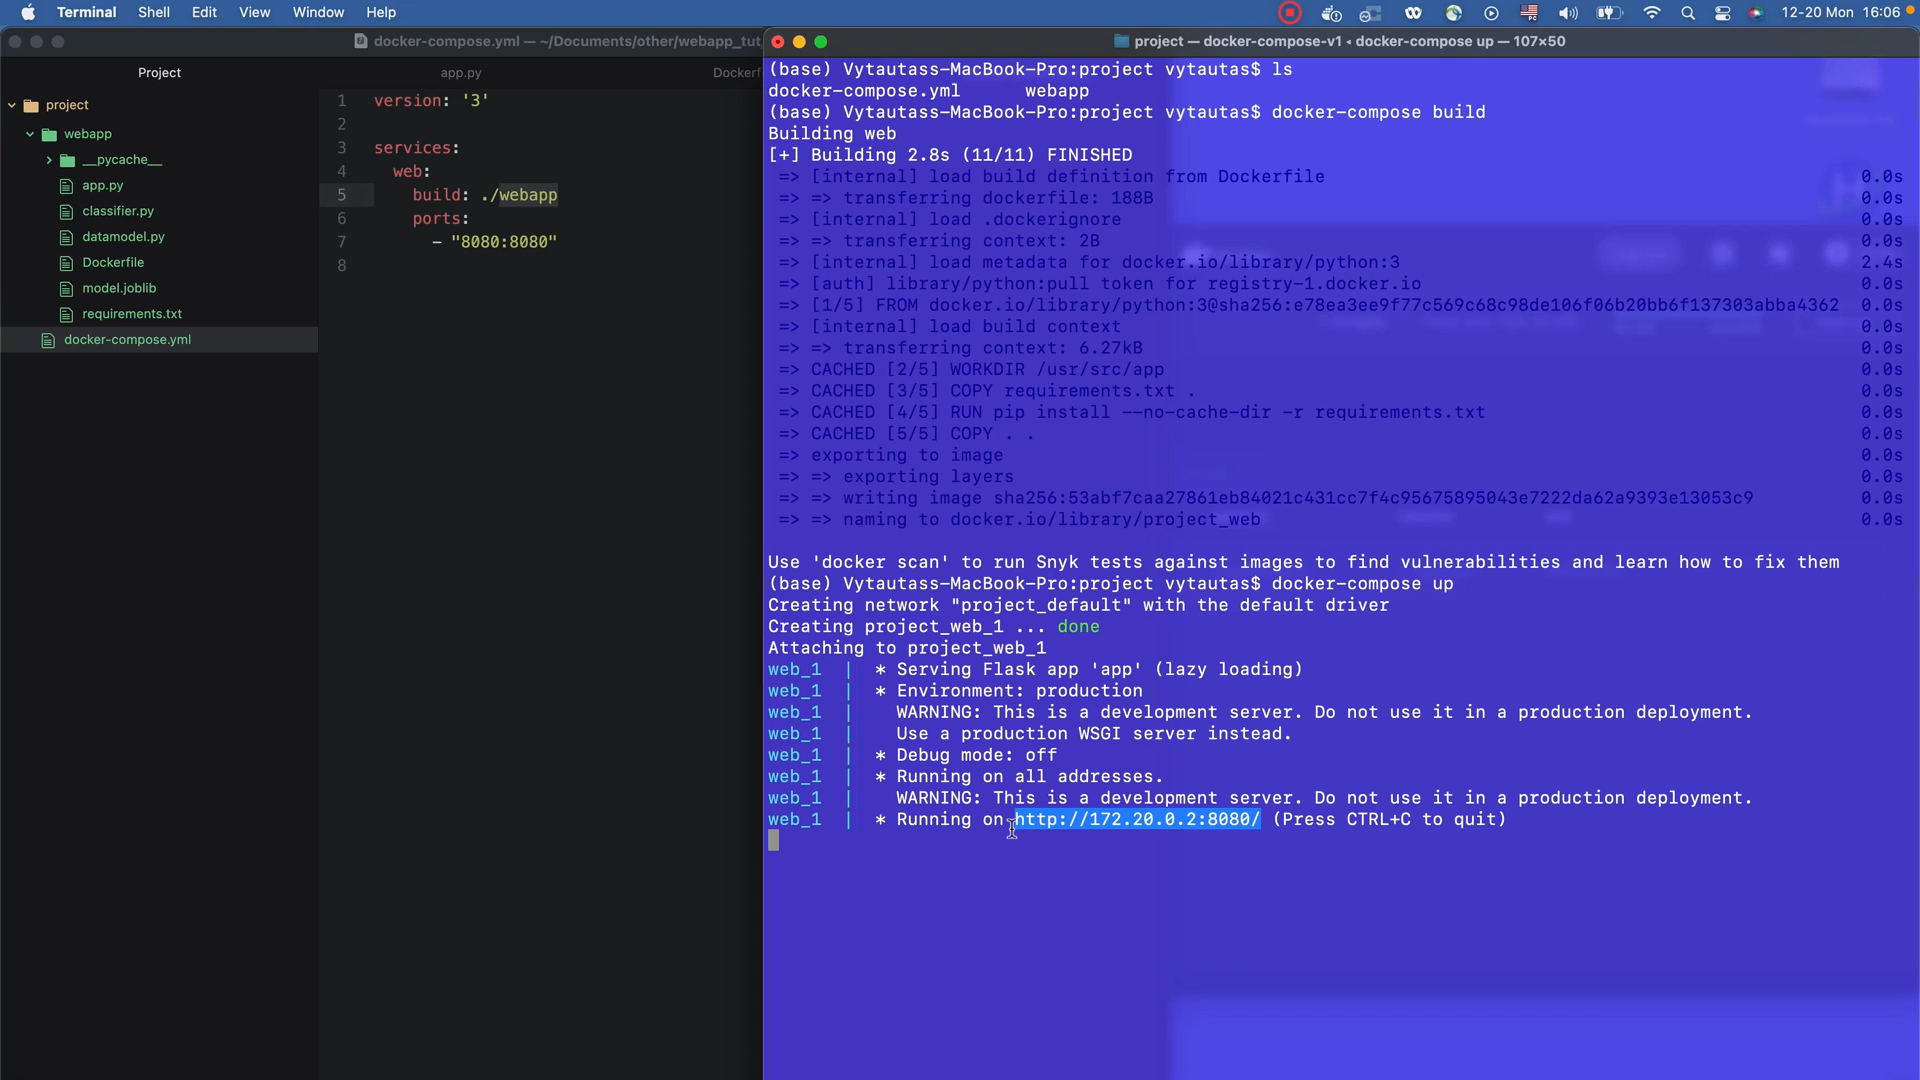 Terminal Shell Edit View Window Help 12-20 Mon 16:06
docker-compose.yml — ~/Documents/other/webapp_tut
Project app.py Dockerf
project
webapp
__pycache__
app.py
classifier.py
datamodel.py
Dockerfile
model.joblib
requirements.txt
docker-compose.yml
1 version: '3'
2
3 services:
4 web:
5 build: ./webapp
6 ports:
7 - "8080:8080"
8
project — docker-compose-v1 ◂ docker-compose up — 107×50
(base) Vytautass-MacBook-Pro:project vytautas$ ls
docker-compose.yml webapp
(base) Vytautass-MacBook-Pro:project vytautas$ docker-compose build
Building web
[+] Building 2.8s (11/11) FINISHED
=> [internal] load build definition from Dockerfile 0.0s
=> => transferring dockerfile: 188B 0.0s
=> [internal] load .dockerignore 0.0s
=> => transferring context: 2B 0.0s
=> [internal] load metadata for docker.io/library/python:3 2.4s
=> [auth] library/python:pull token for registry-1.docker.io 0.0s
=> [1/5] FROM docker.io/library/python:3@sha256:e78ea3ee9f77c569c68c98de106f06b20bb6f137303abba4362 0.0s
=> [internal] load build context 0.0s
=> => transferring context: 6.27kB 0.0s
=> CACHED [2/5] WORKDIR /usr/src/app 0.0s
=> CACHED [3/5] COPY requirements.txt . 0.0s
=> CACHED [4/5] RUN pip install --no-cache-dir -r requirements.txt 0.0s
=> CACHED [5/5] COPY . . 0.0s
=> exporting to image 0.0s
=> => exporting layers 0.0s
=> => writing image sha256:53abf7caa27861eb84021c431cc7f4c95675895043e7222da62a9393e13053c9 0.0s
=> => naming to docker.io/library/project_web 0.0s
Use 'docker scan' to run Snyk tests against images to find vulnerabilities and learn how to fix them
(base) Vytautass-MacBook-Pro:project vytautas$ docker-compose up
Creating network "project_default" with the default driver
Creating project_web_1 ... done
Attaching to project_web_1
web_1 | * Serving Flask app 'app' (lazy loading)
web_1 | * Environment: production
web_1 | WARNING: This is a development server. Do not use it in a production deployment.
web_1 | Use a production WSGI server instead.
web_1 | * Debug mode: off
web_1 | * Running on all addresses.
web_1 | WARNING: This is a development server. Do not use it in a production deployment.
web_1 | * Running on http://172.20.0.2:8080/ (Press CTRL+C to quit)